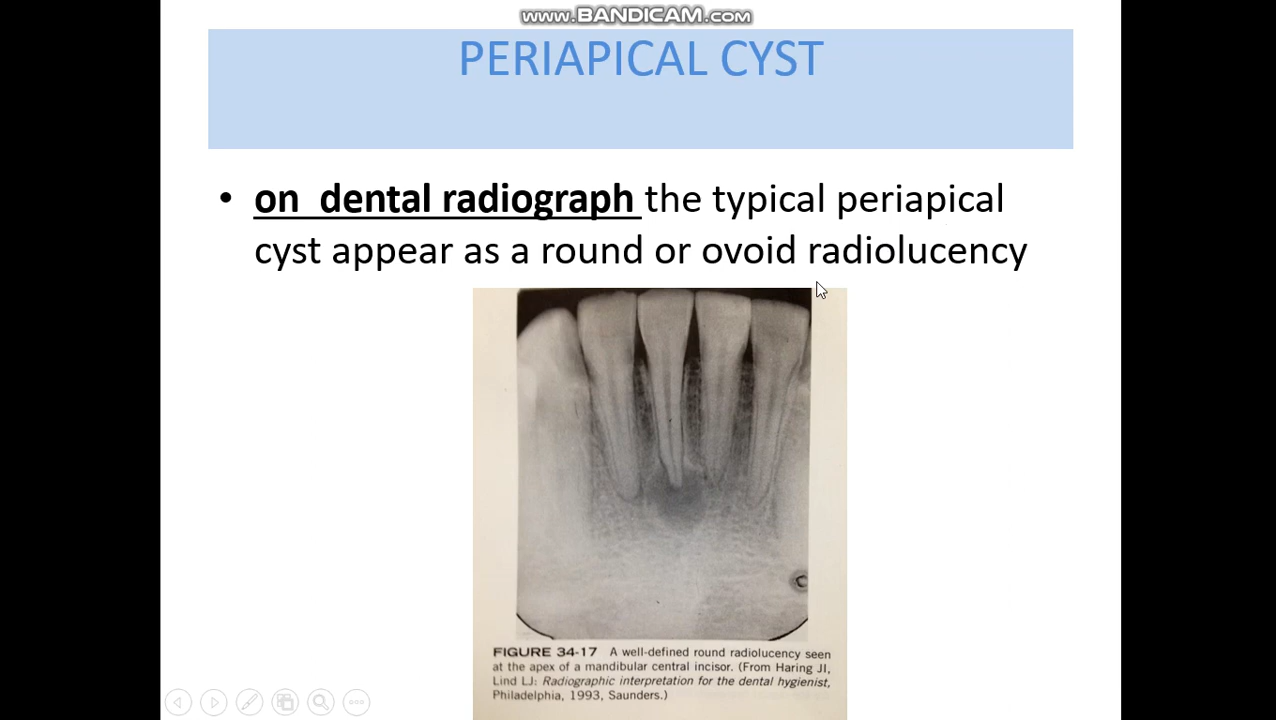 www.BANDICAM.com
PERIAPICAL CYST
• on dental radiograph the typical periapical
cyst appear as a round or ovoid radiolucency
FIGURE 34-17 A well-defined round radiolucency seen
at the apex of a mandibular central incisor. (From Haring JI,
Lind LJ: Radiographic interpretation for the dental hygienist,
Philadelphia, 1993, Saunders.)